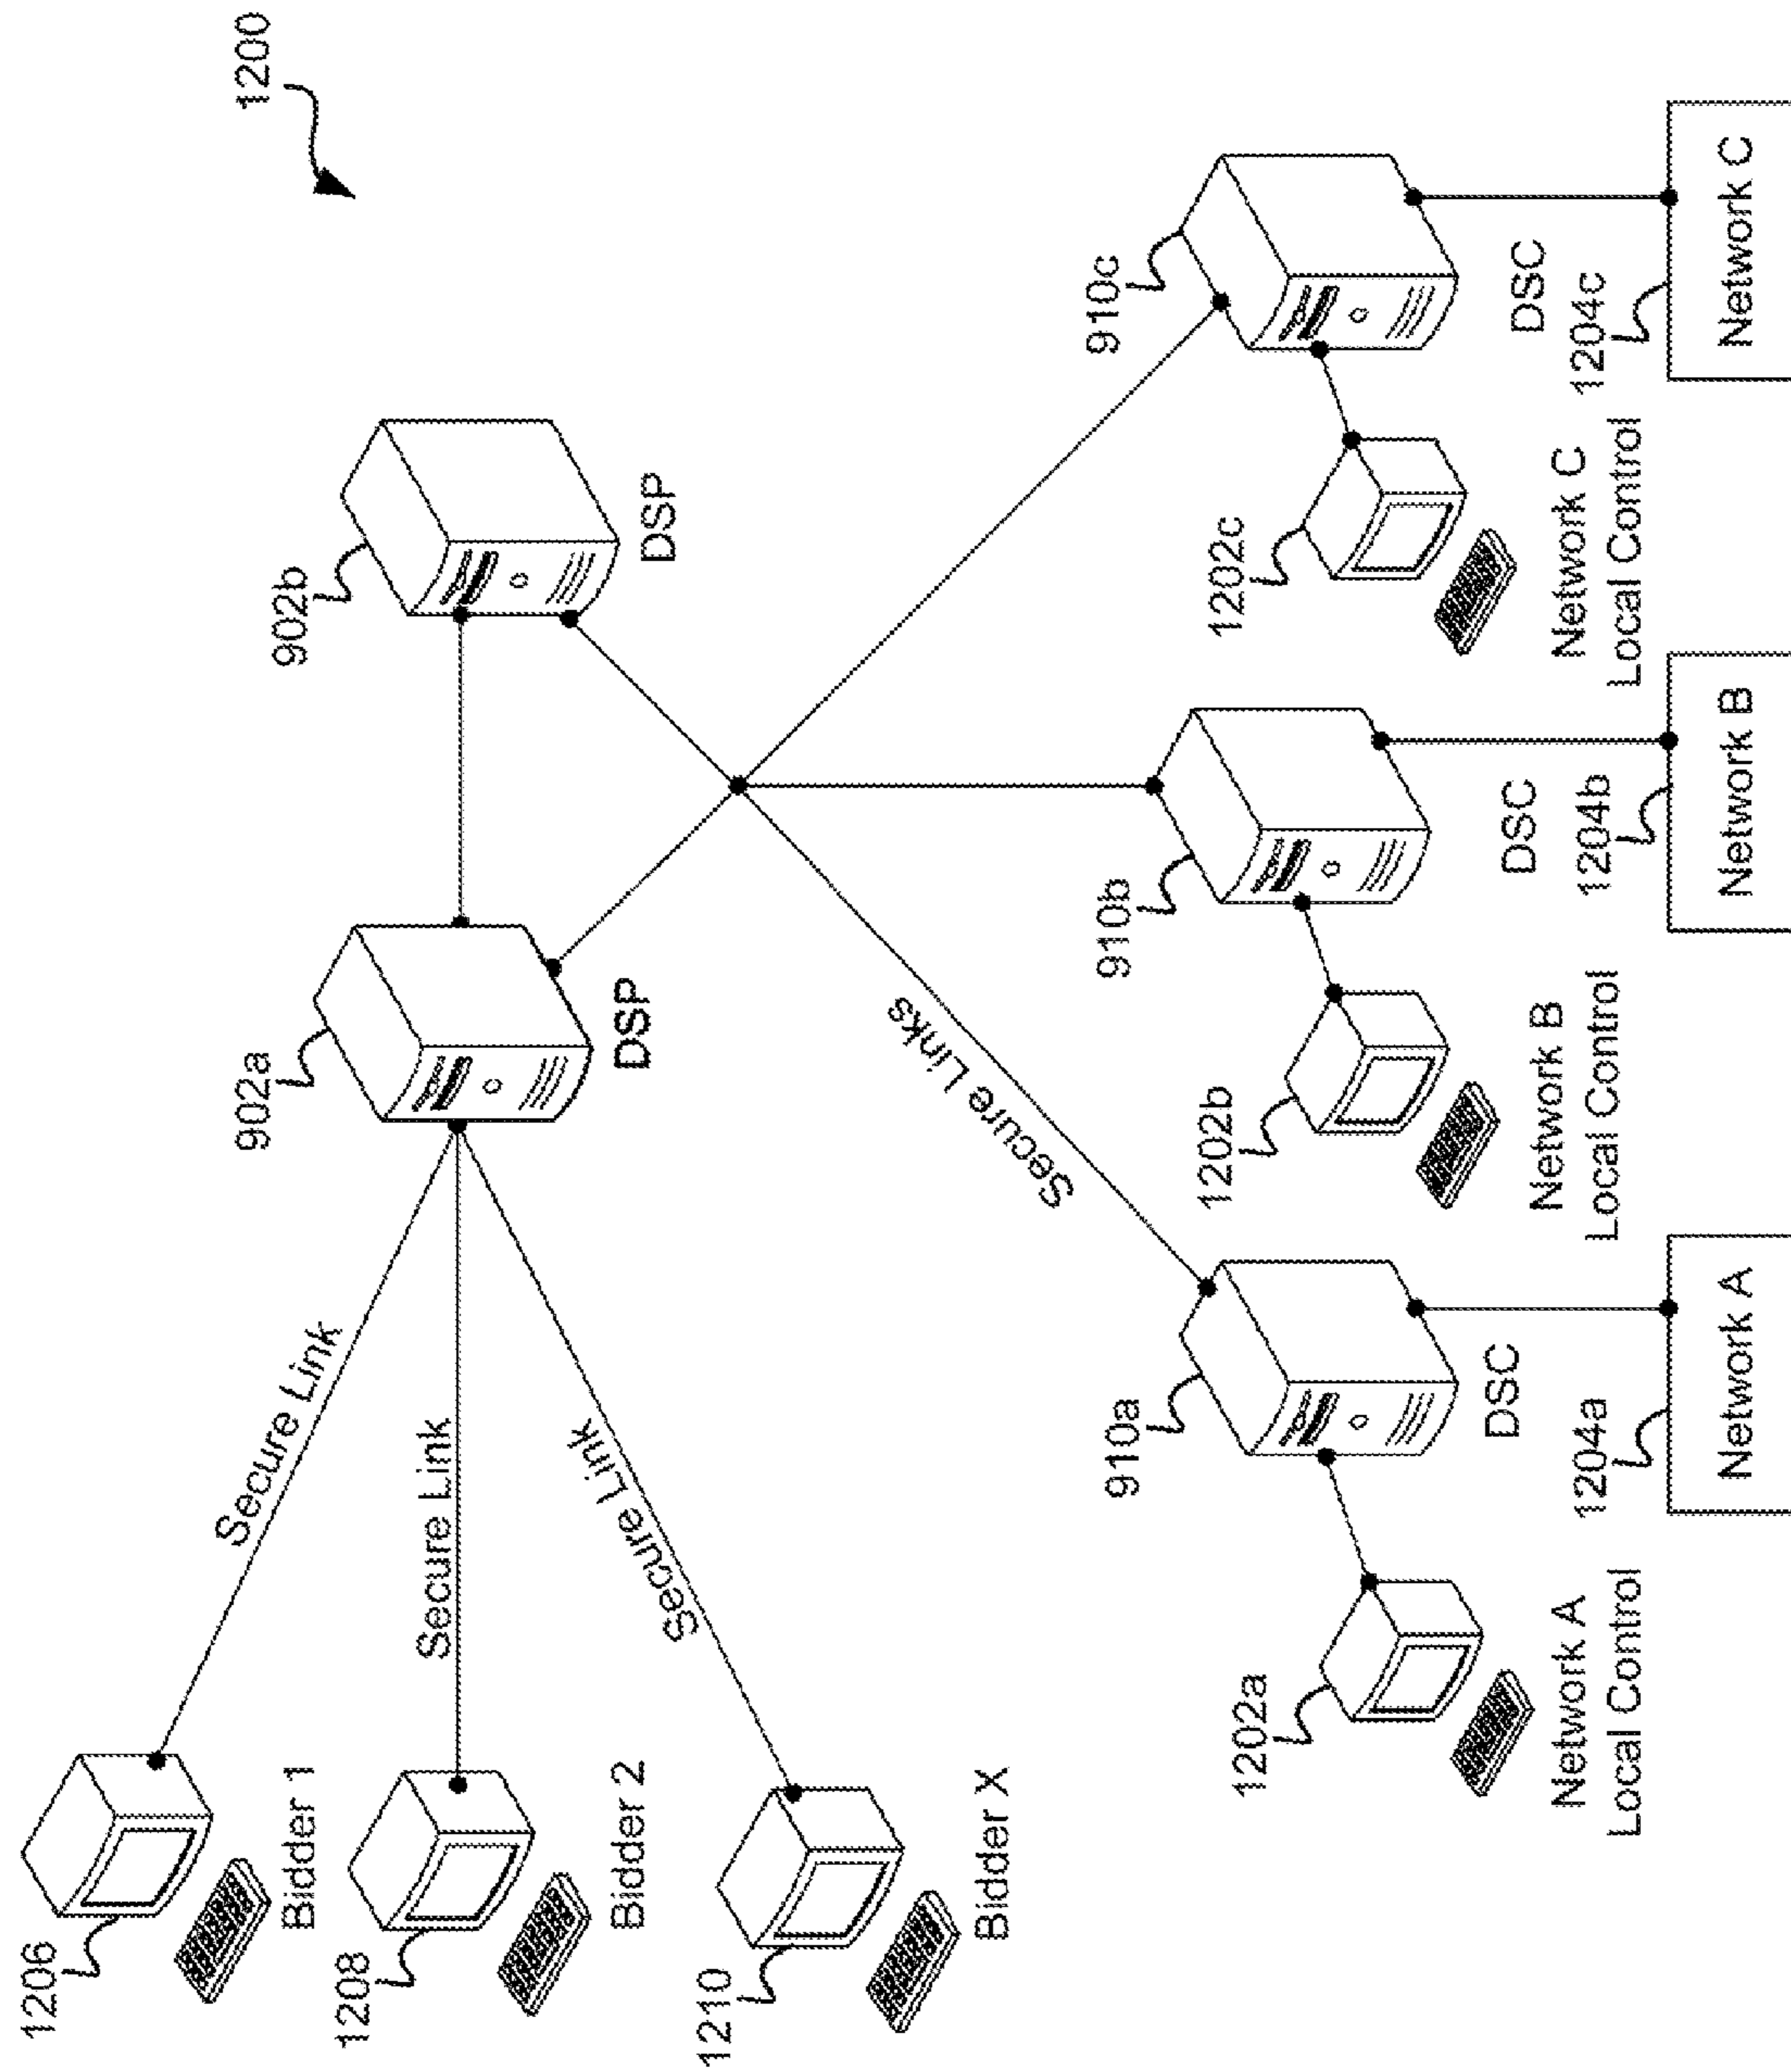 1200
902b
DSP
902a
DSP
Secure Link
Secure Link
Secure Link
1206
Bidder 1
1208
Bidder 2
1210
Bidder X
Secure Links
910a
DSC
1202a
Network A
Local Control
1204a
Network A
910b
DSC
1202b
Network B
Local Control
1204b
Network B
910c
DSC
1202c
Network C
Local Control
1204c
Network C